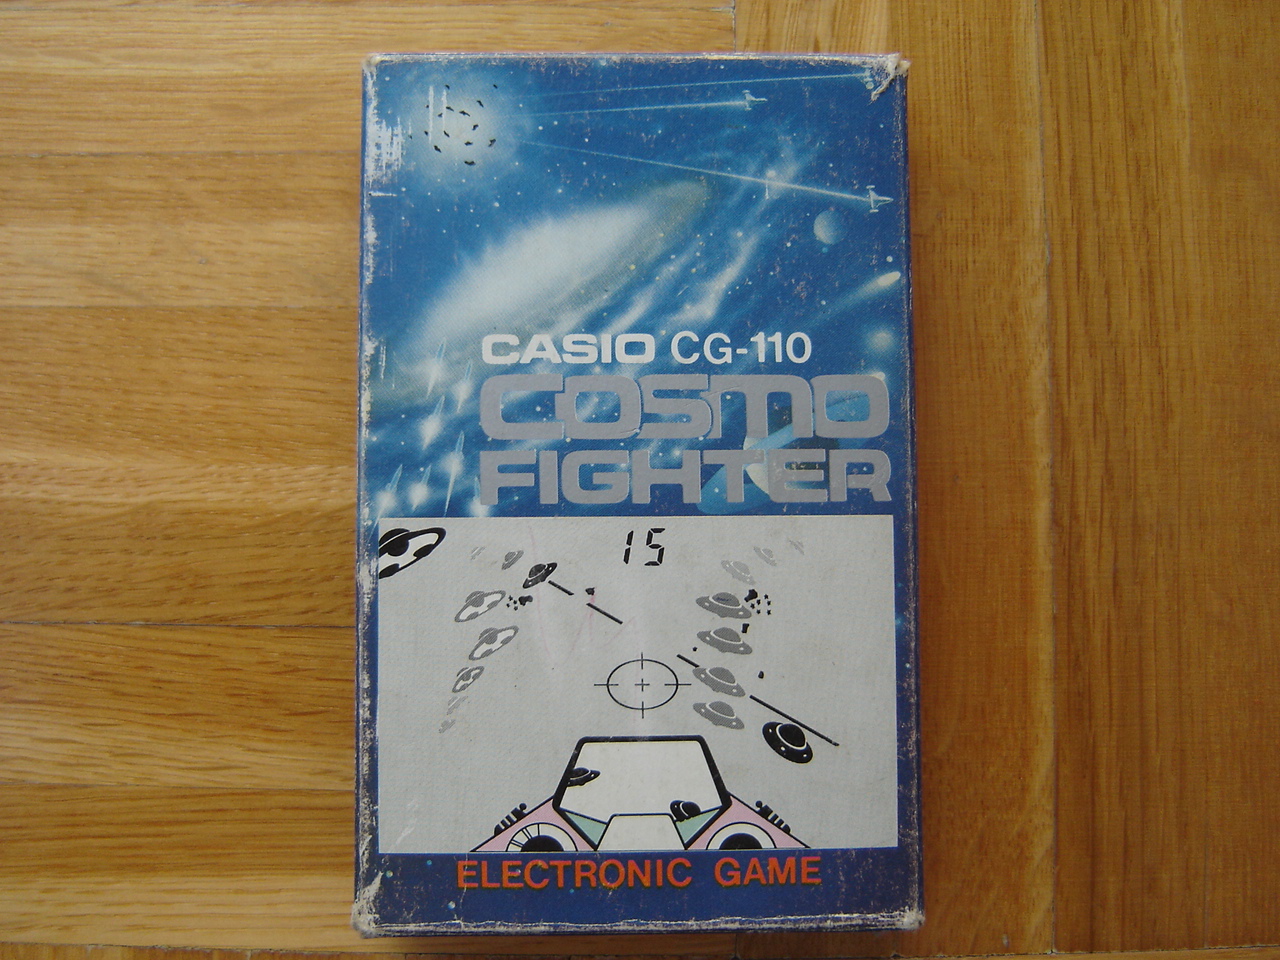 CASIO CG-110
COSMO
FIGHTER
15
ELECTRONIC GAME